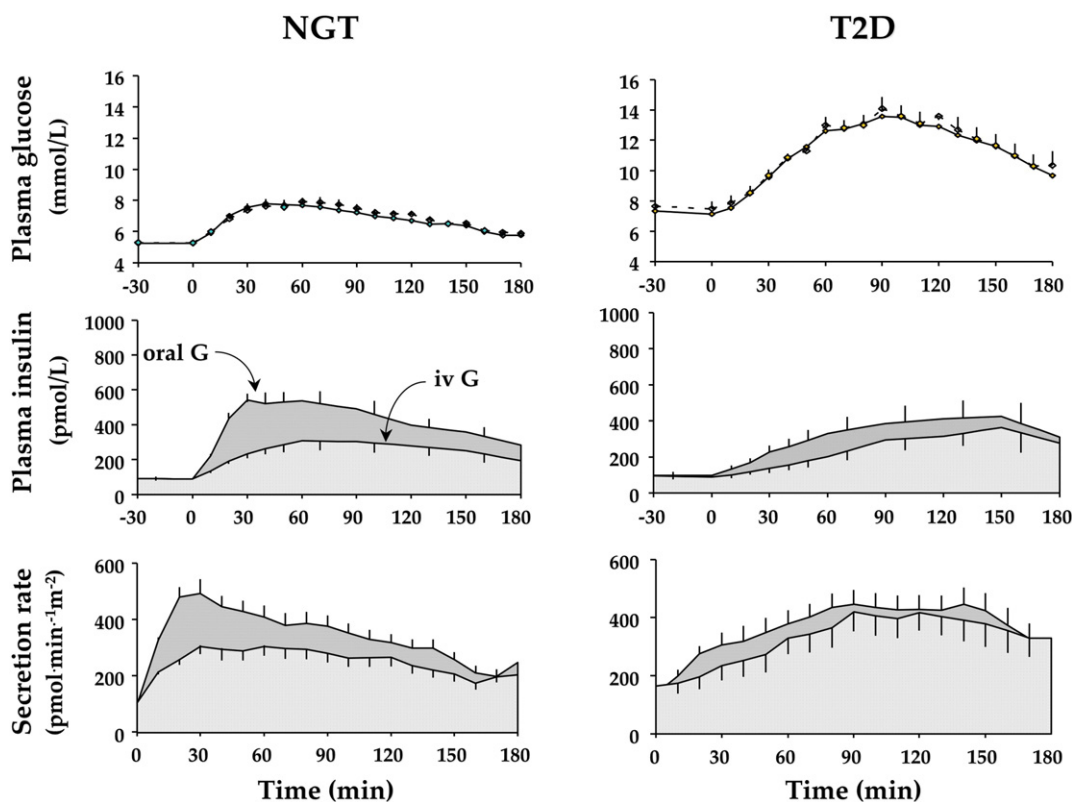 NGT
T2D
Plasma glucose
(mmol/L)
16
14
12
10
8
6
4
-30 0 30 60 90 120 150 180
16
14
12
10
8
6
4
-30 0 30 60 90 120 150 180
Plasma insulin
(pmol/L)
1000
800
600
400
200
0
oral G
iv G
-30 0 30 60 90 120 150 180
1000
800
600
400
200
0
-30 0 30 60 90 120 150 180
Secretion rate
(pmol·min⁻¹m⁻²)
600
400
200
0
0 30 60 90 120 150 180
Time (min)
600
400
200
0
0 30 60 90 120 150 180
Time (min)